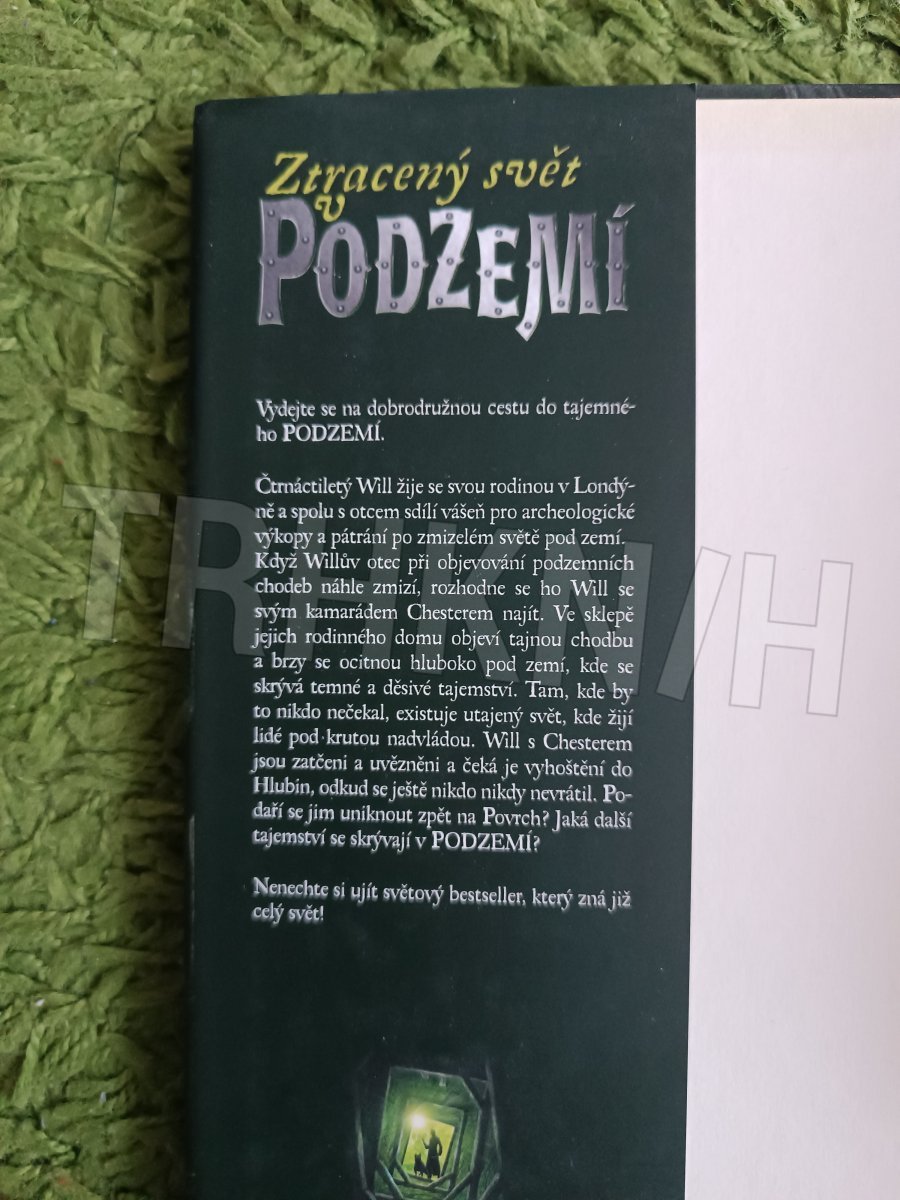 Ztracený svět
v
PODZEMÍ
Vydejte se na dobrodružnou cestu do tajemné-
ho PODZEMÍ.
Čtrnáctiletý Will žije se svou rodinou v Londý-
ně a spolu s otcem sdílí vášeň pro archeologické
výkopy a pátrání po zmizelém světě pod zemí.
Když Willův otec při objevování podzemních
chodeb náhle zmizí, rozhodne se ho Will se
svým kamarádem Chesterem najít. Ve sklepě
jejich rodinného domu objeví tajnou chodbu
a brzy se ocitnou hluboko pod zemí, kde se
skrývá temné a děsivé tajemství. Tam, kde by
to nikdo nečekal, existuje utajený svět, kde žijí
lidé pod krutou nadvládou. Will s Chesterem
jsou zatčeni a uvězněni a čeká je vyhoštění do
Hlubin, odkud se ještě nikdo nikdy nevrátil. Po-
daří se jim uniknout zpět na Povrch? Jaká další
tajemství se skrývají v PODZEMÍ?
Nenechte si ujít světový bestseller, který zná již
celý svět!
TRHKNIH